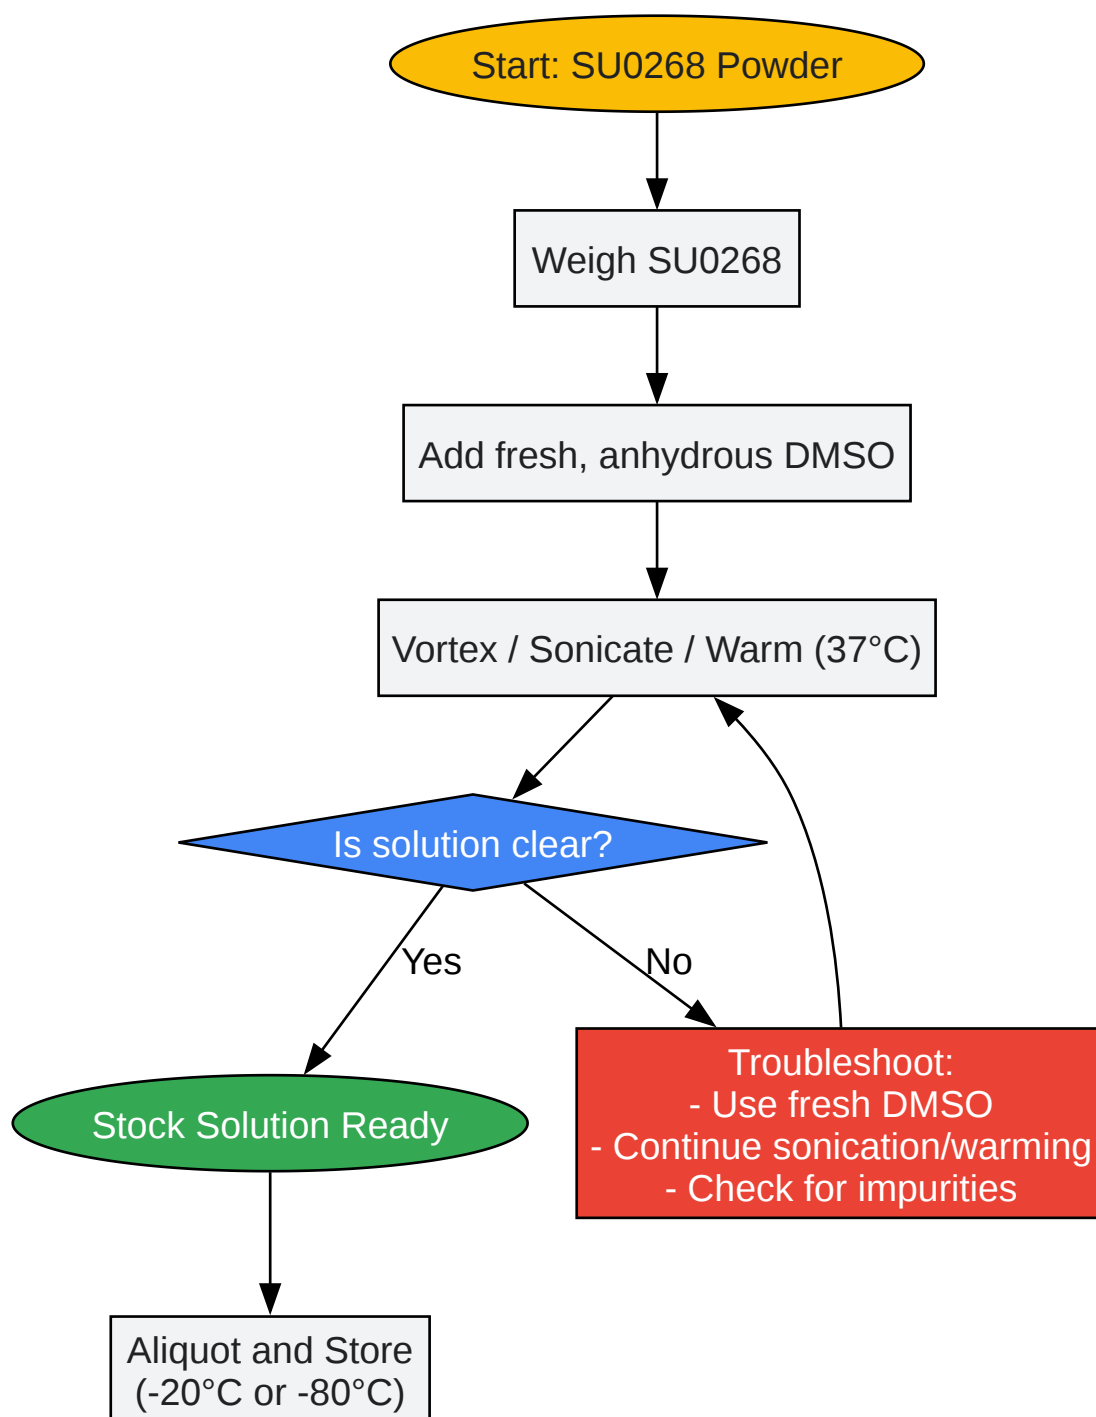 Start: SU0268 Powder
Weigh SU0268
Add fresh, anhydrous DMSO
Vortex / Sonicate / Warm (37°C)
Is solution clear?
Yes
No
Troubleshoot:
- Use fresh DMSO
- Continue sonication/warming
- Check for impurities
Stock Solution Ready
Aliquot and Store
(-20°C or -80°C)